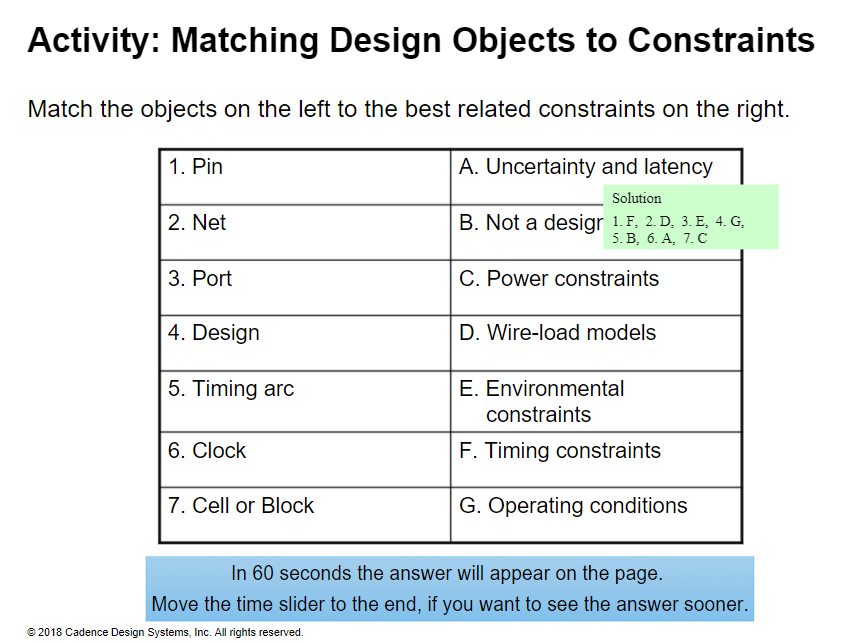 Activity: Matching Design Objects to Constraints
Match the objects on the left to the best related constraints on the right.
1. Pin
A. Uncertainty and latency
2. Net
B. Not a design
Solution
1. F, 2. D, 3. E, 4. G,
5. B, 6. A, 7. C
3. Port
C. Power constraints
4. Design
D. Wire-load models
5. Timing arc
E. Environmental
constraints
6. Clock
F. Timing constraints
7. Cell or Block
G. Operating conditions
In 60 seconds the answer will appear on the page.
Move the time slider to the end, if you want to see the answer sooner.
© 2018 Cadence Design Systems, Inc. All rights reserved.